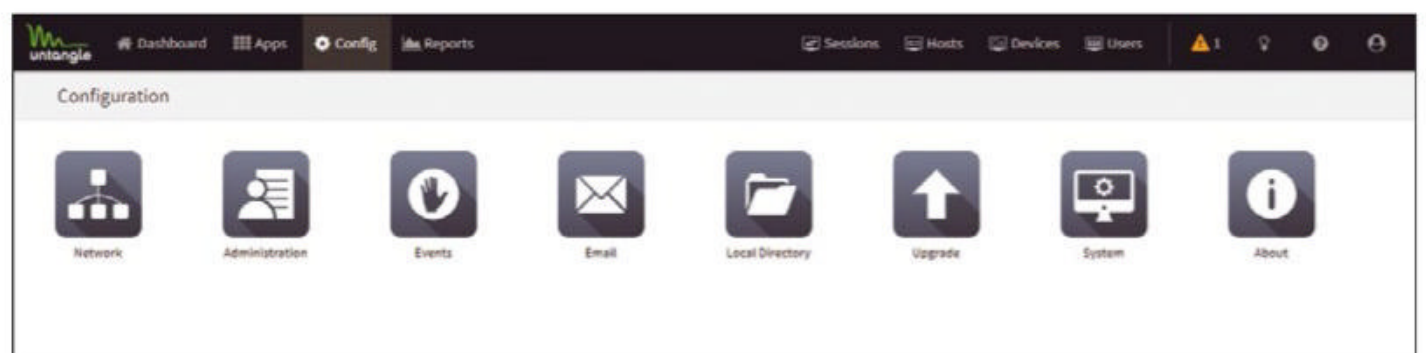 untangle Dashboard Apps Config Reports Sessions Hosts Devices Users 1
Configuration
Network Administration Events Email Local Directory Upgrade System About